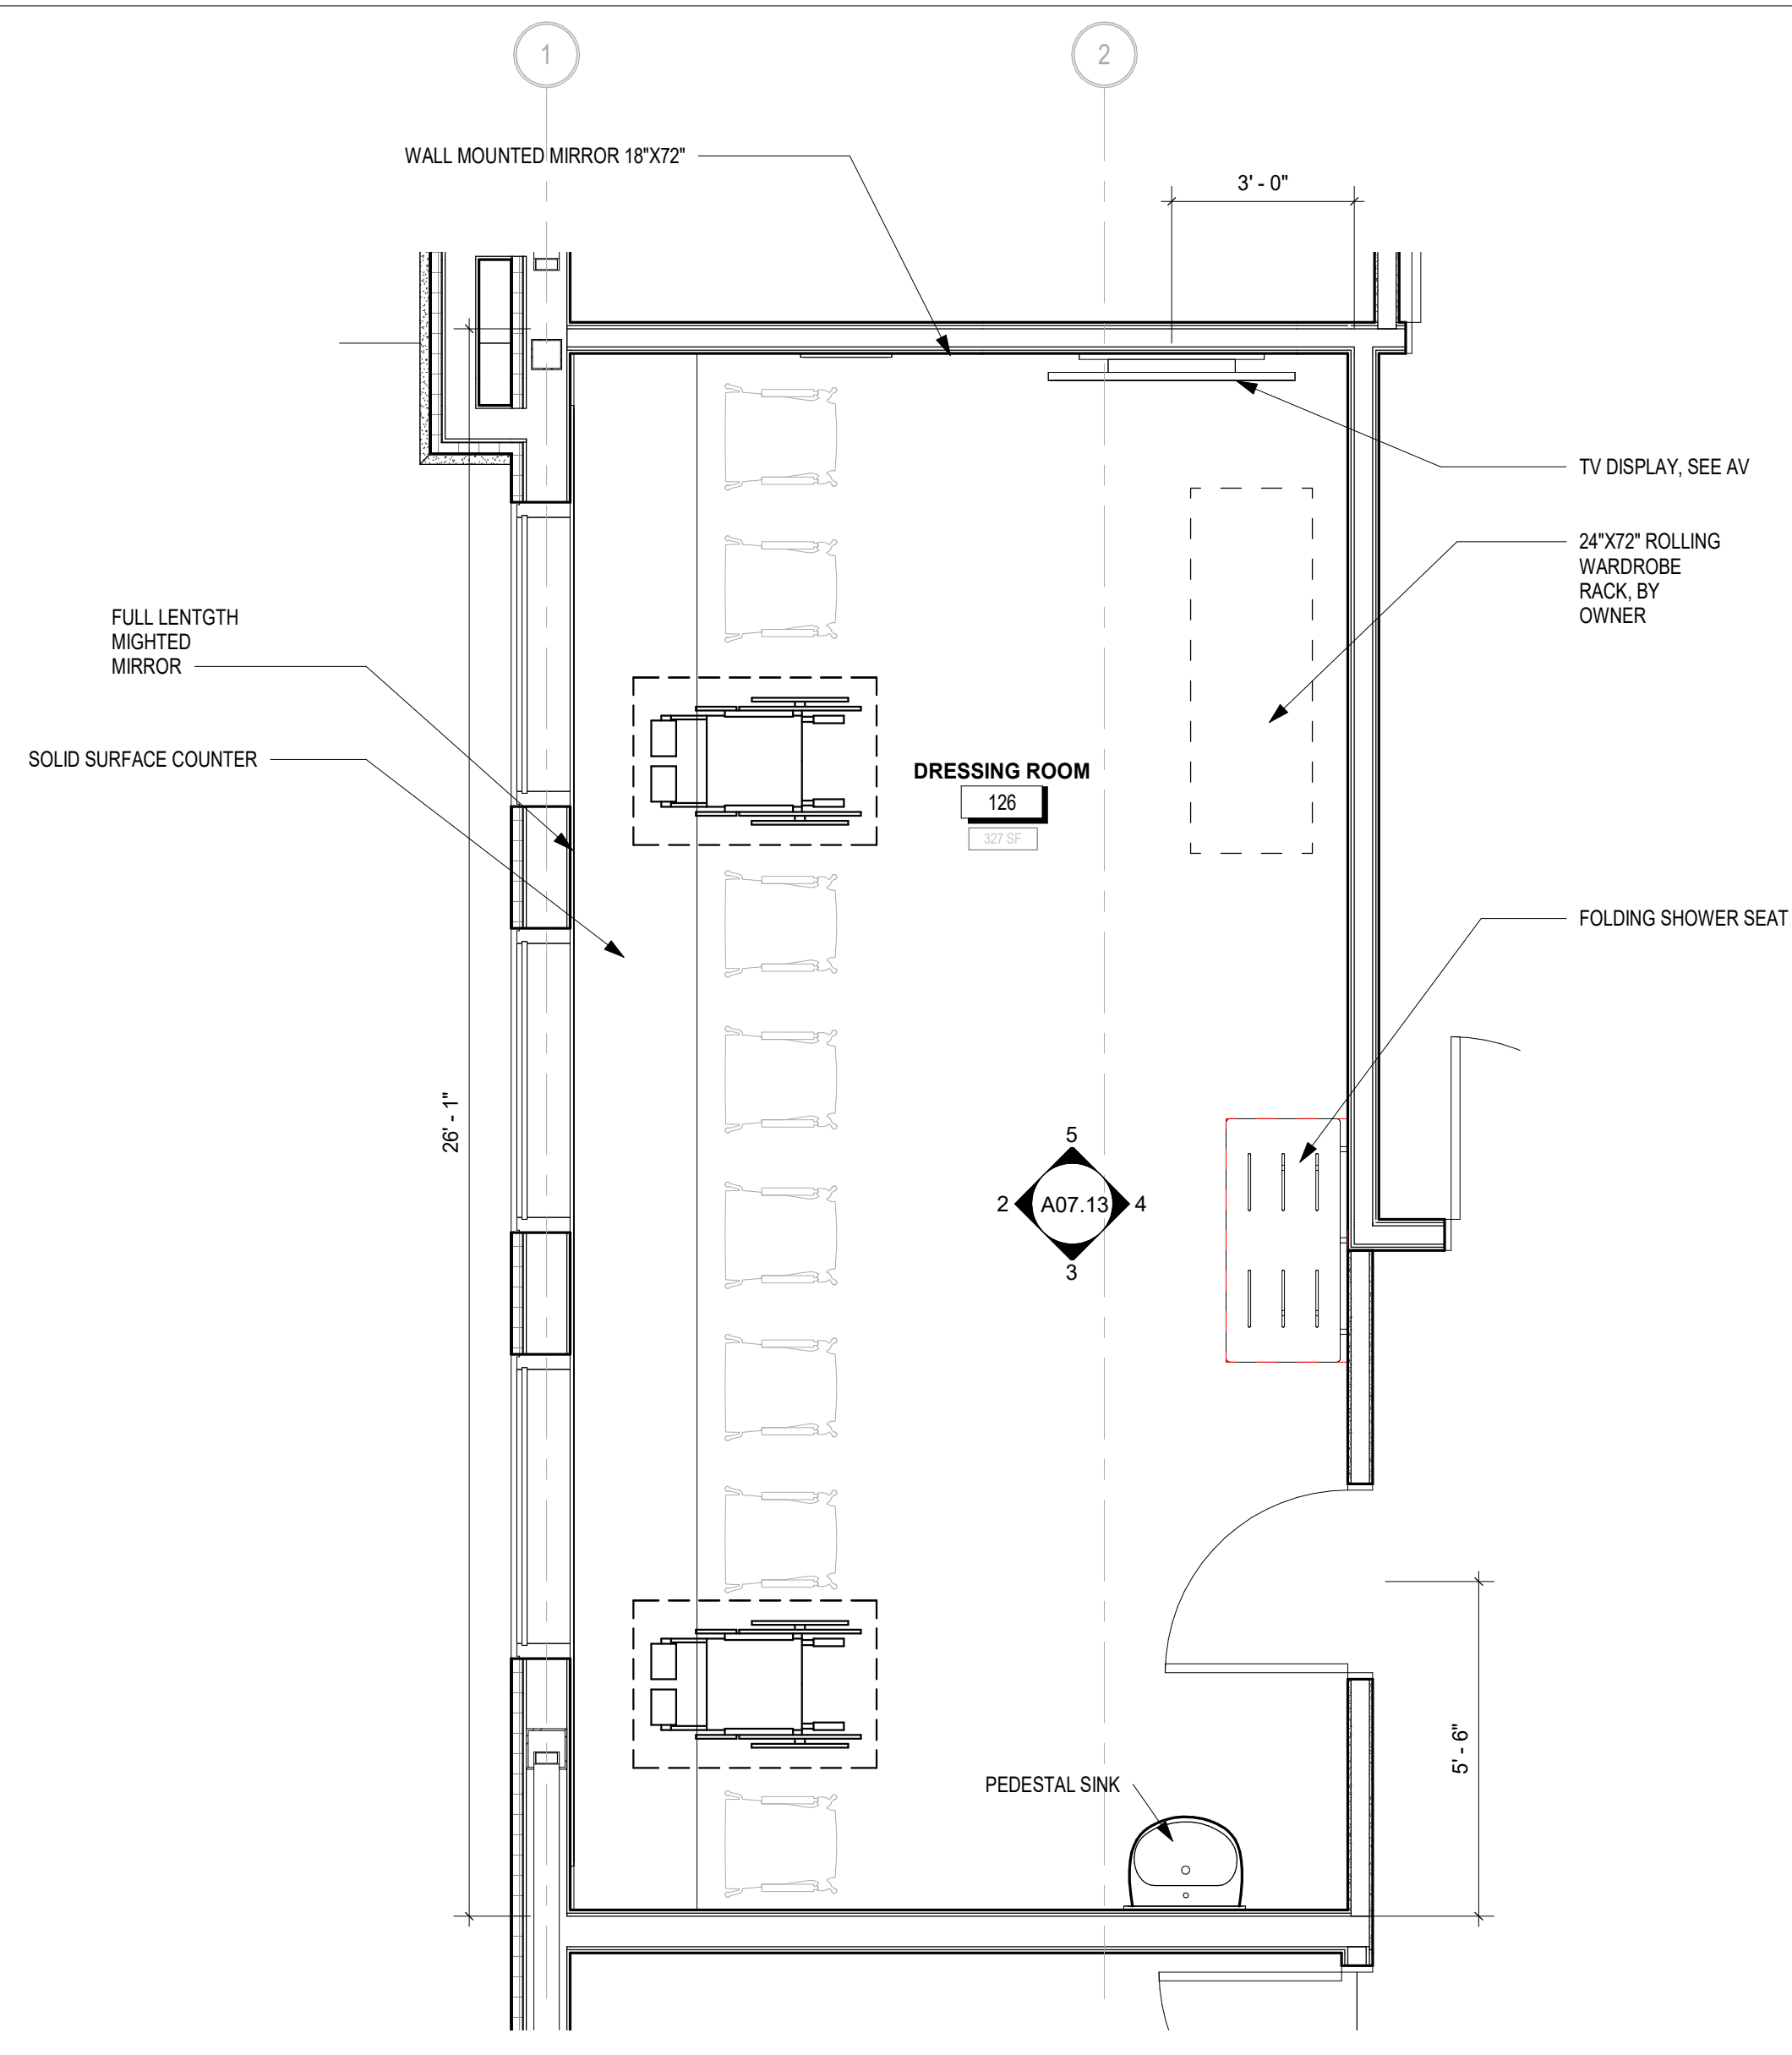 1
2
WALL MOUNTED MIRROR 18"X72"
3' - 0"
TV DISPLAY, SEE AV
24"X72" ROLLING
WARDROBE
RACK, BY
OWNER
FULL LENTGTH
MIGHTED
MIRROR
SOLID SURFACE COUNTER
DRESSING ROOM
126
327 SF
FOLDING SHOWER SEAT
26' - 1"
5
2
A07.13
4
3
5' - 6"
PEDESTAL SINK